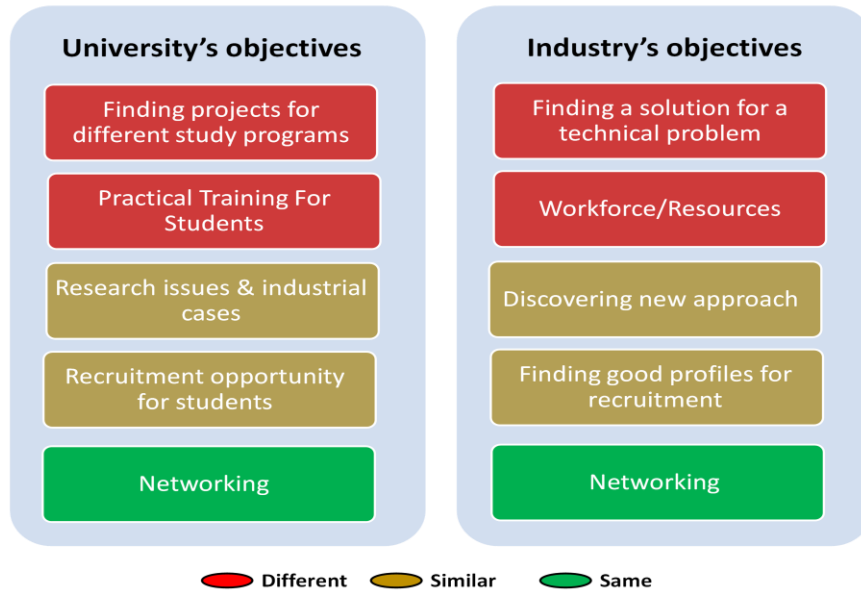 University’s objectives
Finding projects for
different study programs
Practical Training For
Students
Research issues & industrial
cases
Recruitment opportunity
for students
Networking
Industry’s objectives
Finding a solution for a
technical problem
Workforce/Resources
Discovering new approach
Finding good profiles for
recruitment
Networking
Different
Similar
Same